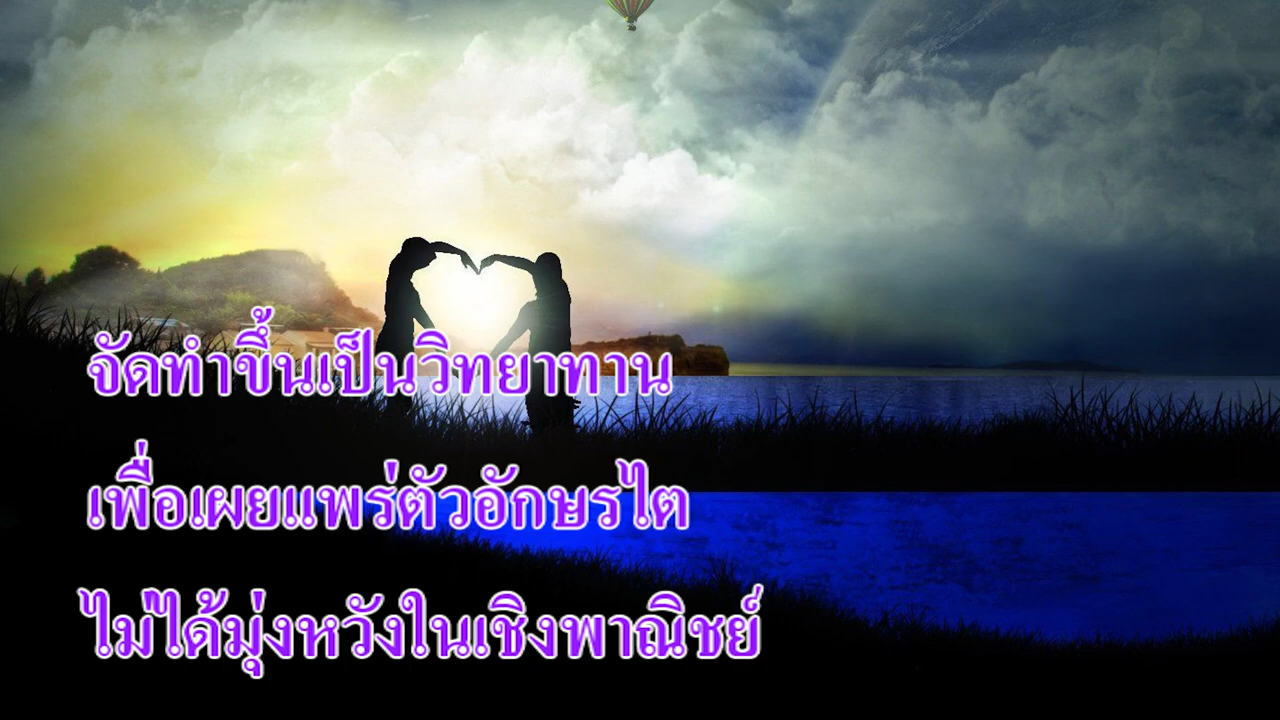 จัดทำขึ้นเป็นวิทยาทาน
เพื่อเผยแพร่ตัวอักษรไต
ไม่ได้มุ่งหวังในเชิงพาณิชย์